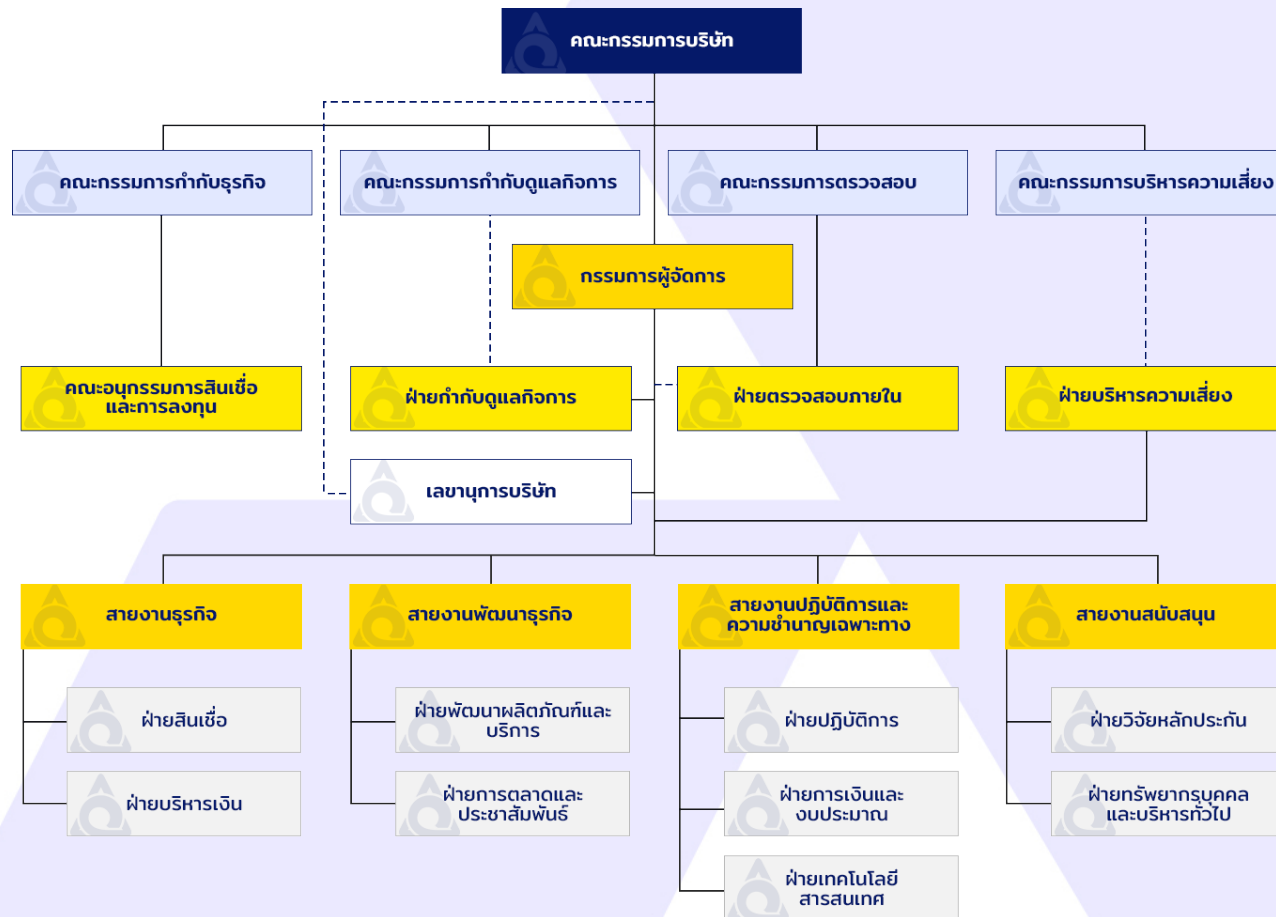 คณะกรรมการบริษัท
คณะกรรมการกำกับธุรกิจ
คณะกรรมการกำกับดูแลกิจการ
คณะกรรมการตรวจสอบ
คณะกรรมการบริหารความเสี่ยง
กรรมการผู้จัดการ
คณะอนุกรรมการสินเชื่อ
และการลงทุน
ฝ่ายกำกับดูแลกิจการ
ฝ่ายตรวจสอบภายใน
ฝ่ายบริหารความเสี่ยง
เลขานุการบริษัท
สายงานธุรกิจ
สายงานพัฒนาธุรกิจ
สายงานปฏิบัติการและ
ความชำนาญเฉพาะทาง
สายงานสนับสนุน
ฝ่ายสินเชื่อ
ฝ่ายบริหารเงิน
ฝ่ายพัฒนาผลิตภัณฑ์และ
บริการ
ฝ่ายการตลาดและ
ประชาสัมพันธ์
ฝ่ายปฏิบัติการ
ฝ่ายการเงินและ
งบประมาณ
ฝ่ายเทคโนโลยี
สารสนเทศ
ฝ่ายวิจัยหลักประกัน
ฝ่ายทรัพยากรบุคคล
และบริหารทั่วไป